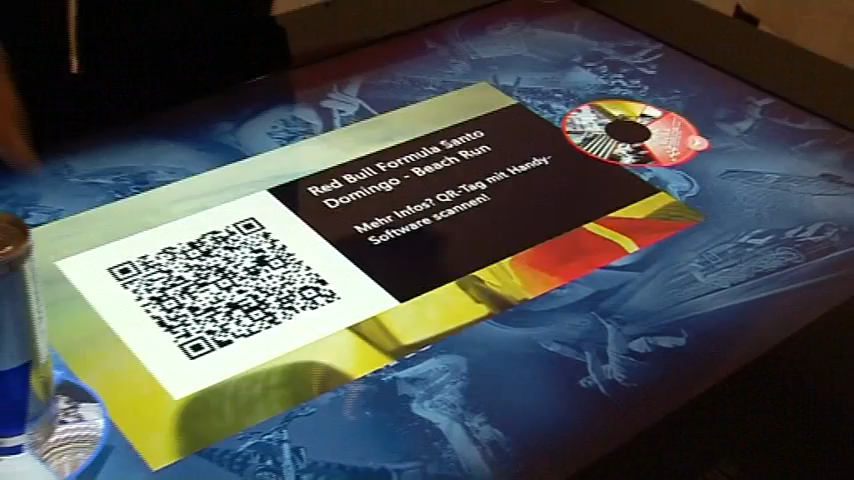 Red Bull Formula Santo
Domingo - Beach Run
Mehr Infos? QR-Tag mit Handy-
Software scannen!